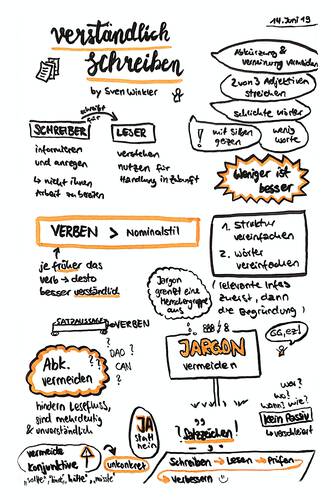 14. Juni 19
verständlich
schreiben
by Sven Winkler
Abkürzung &
verneinung vermeiden
2 von 3 Adjektiven
streichen
schlichte wörter
! mit silben
geizen
wenig
worte
weniger ist
besser
schreibt
für
SCHREIBER
LESER
informieren
und anregen
↳ nicht ihnen
Arbeit zu bereiten
verstehen
nutzen für
Handlung in Zukunft
VERBEN > Nominalstil
je früher das
verb → desto
besser verständlid
1. Struktur
vereinfachen
2. wörter
vereinfachen
! relevante Infos
zuerst, dann
die Begründung!
Jargon
grenzt eine
Menschengruppe
aus
SATZAUSSAGE → VERBEN
JARGON
vermeiden
GG, ez!
Abk.
vermeiden
??
?
DAO ?
CAN
?
hindern Lesefluss,
sind mehrdeutig
& unverständlich
JA
statt
nein
wer?
wo?
wann? wie?
kein Passiv
↳ verschleiert
! Satzzeichen!
vermeide
Konjunktive
"sollte", "hätte", "müsste"
unkonkret
Schreiben → Lesen → Prüfen
↳ Verbessern